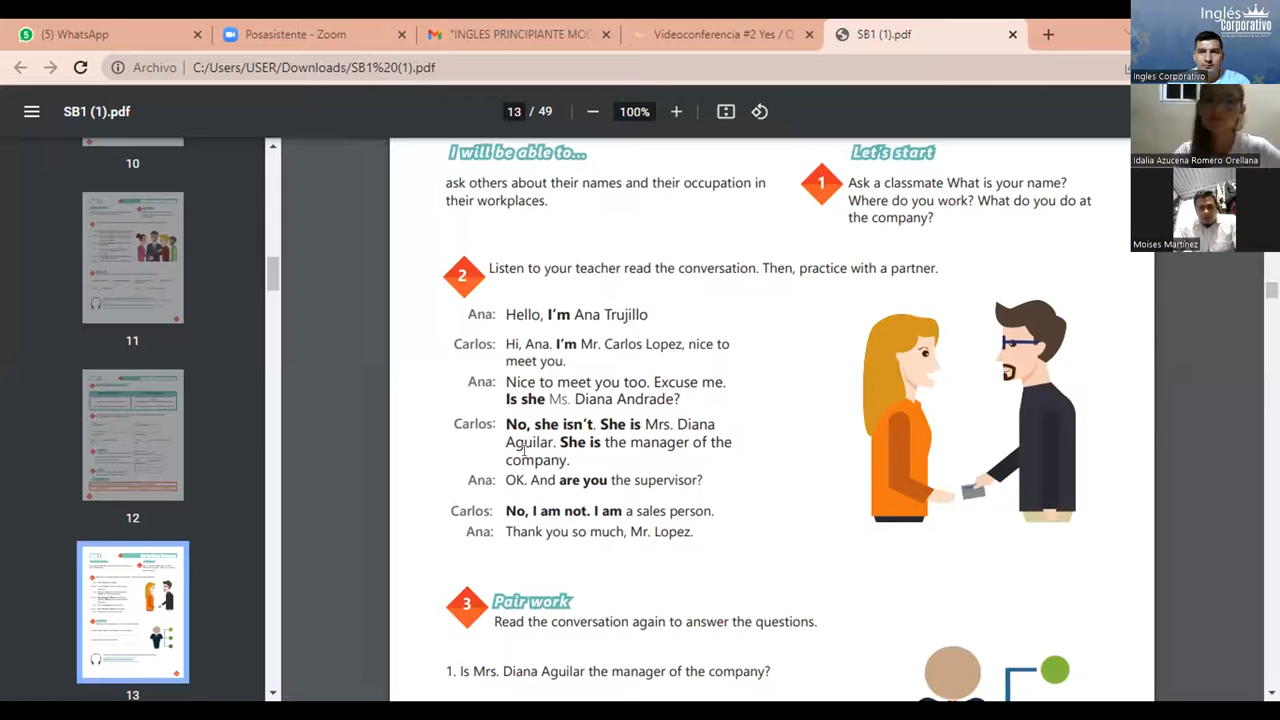 (5) WhatsApp
Posasistente - Zoom
"INGLES PRINCIPIANTE MO
Videoconferencia #2 Yes / Q
SB1 (1).pdf
Archivo
C:/Users/USER/Downloads/SB1%20(1).pdf
SB1 (1).pdf
13 / 49
100%
Inglés
Corporativo
Ingles Corporativo
Idalia Azucena Romero Orellana
Moises Martínez
10
11
12
13
I will be able to...
ask others about their names and their occupation in
their workplaces.
Let's start
1
Ask a classmate What is your name?
Where do you work? What do you do at
the company?
2
Listen to your teacher read the conversation. Then, practice with a partner.
Ana: Hello, I'm Ana Trujillo
Carlos: Hi, Ana. I'm Mr. Carlos Lopez, nice to
meet you.
Ana: Nice to meet you too. Excuse me.
Is she Ms. Diana Andrade?
Carlos: No, she isn't. She is Mrs. Diana
Aguilar. She is the manager of the
company.
Ana: OK. And are you the supervisor?
Carlos: No, I am not. I am a sales person.
Ana: Thank you so much, Mr. Lopez.
3
Pair work
Read the conversation again to answer the questions.
1. Is Mrs. Diana Aguilar the manager of the company?